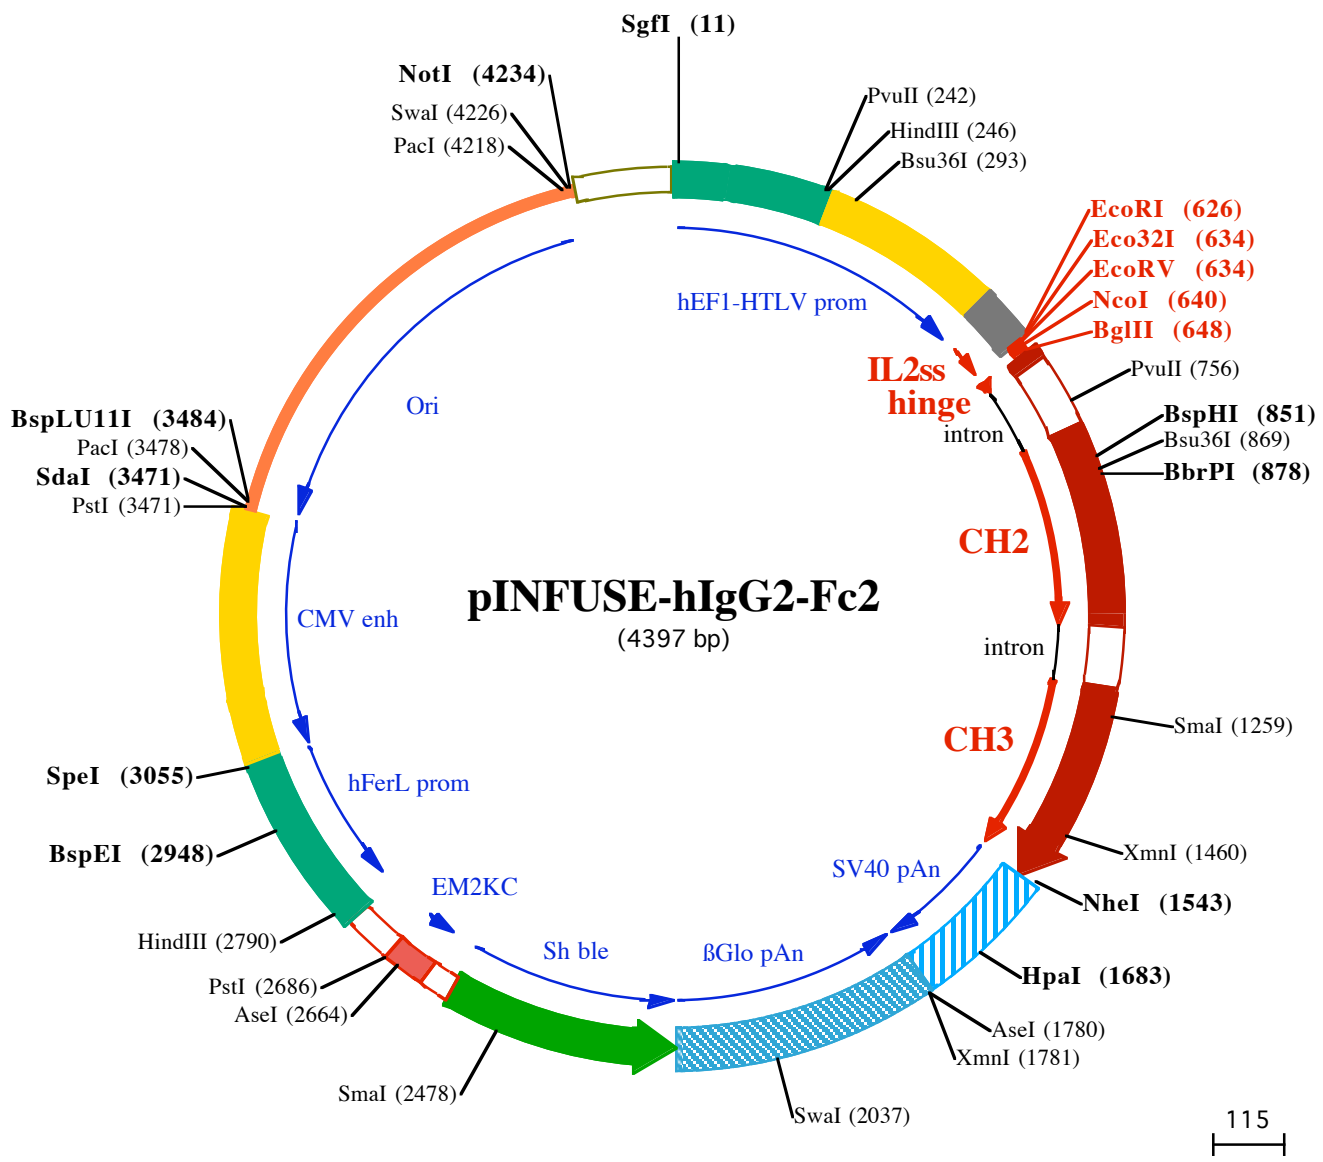 SgfI (11)
NotI (4234)
SwaI (4226)
PacI (4218)
PvuII (242)
HindIII (246)
Bsu36I (293)
EcoRI (626)
Eco32I (634)
EcoRV (634)
NcoI (640)
BglII (648)
PvuII (756)
BspHI (851)
Bsu36I (869)
BbrPI (878)
hEF1-HTLV prom
IL2ss
hinge
intron
Ori
BspLU11I (3484)
PacI (3478)
SdaI (3471)
PstI (3471)
CH2
pINFUSE-hIgG2-Fc2
(4397 bp)
CMV enh
intron
SmaI (1259)
CH3
SpeI (3055)
hFerL prom
BspEI (2948)
XmnI (1460)
SV40 pAn
EM2KC
NheI (1543)
HindIII (2790)
Sh ble
ßGlo pAn
HpaI (1683)
PstI (2686)
AseI (2664)
AseI (1780)
XmnI (1781)
SmaI (2478)
SwaI (2037)
115